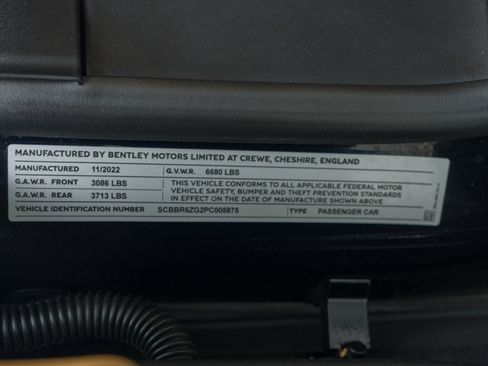 MANUFACTURED BY BENTLEY MOTORS LIMITED AT CREWE, CHESHIRE, ENGLAND
MANUFACTURED 11/2022 G.V.W.R. 6680 LBS
G.A.W.R. FRONT 3086 LBS
THIS VEHICLE CONFORMS TO ALL APPLICABLE FEDERAL MOTOR
VEHICLE SAFETY, BUMPER AND THEFT PREVENTION STANDARDS
IN EFFECT ON THE DATE OF MANUFACTURE SHOWN ABOVE
G.A.W.R. REAR 3713 LBS
VEHICLE IDENTIFICATION NUMBER SCBBR6ZG2PC005875 TYPE PASSENGER CAR